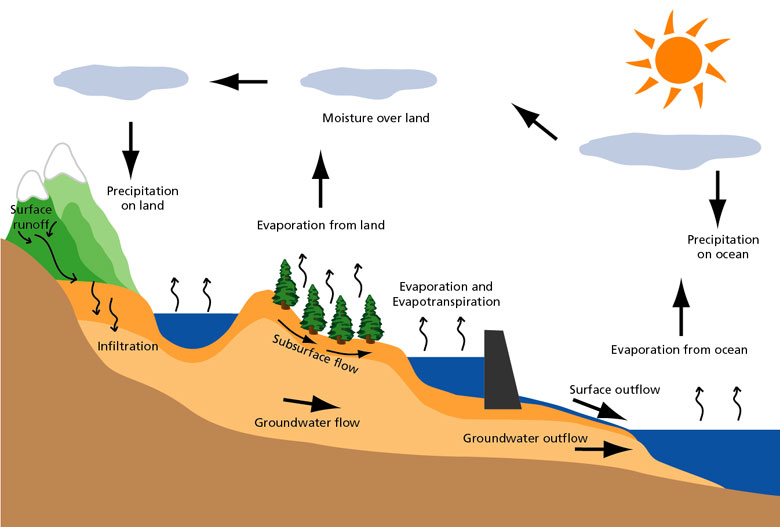 Moisture over land
Precipitation
on land
Surface
runoff
Evaporation from land
Precipitation
on ocean
Evaporation and
Evapotranspiration
Infiltration
Subsurface flow
Evaporation from ocean
Surface outflow
Groundwater flow
Groundwater outflow